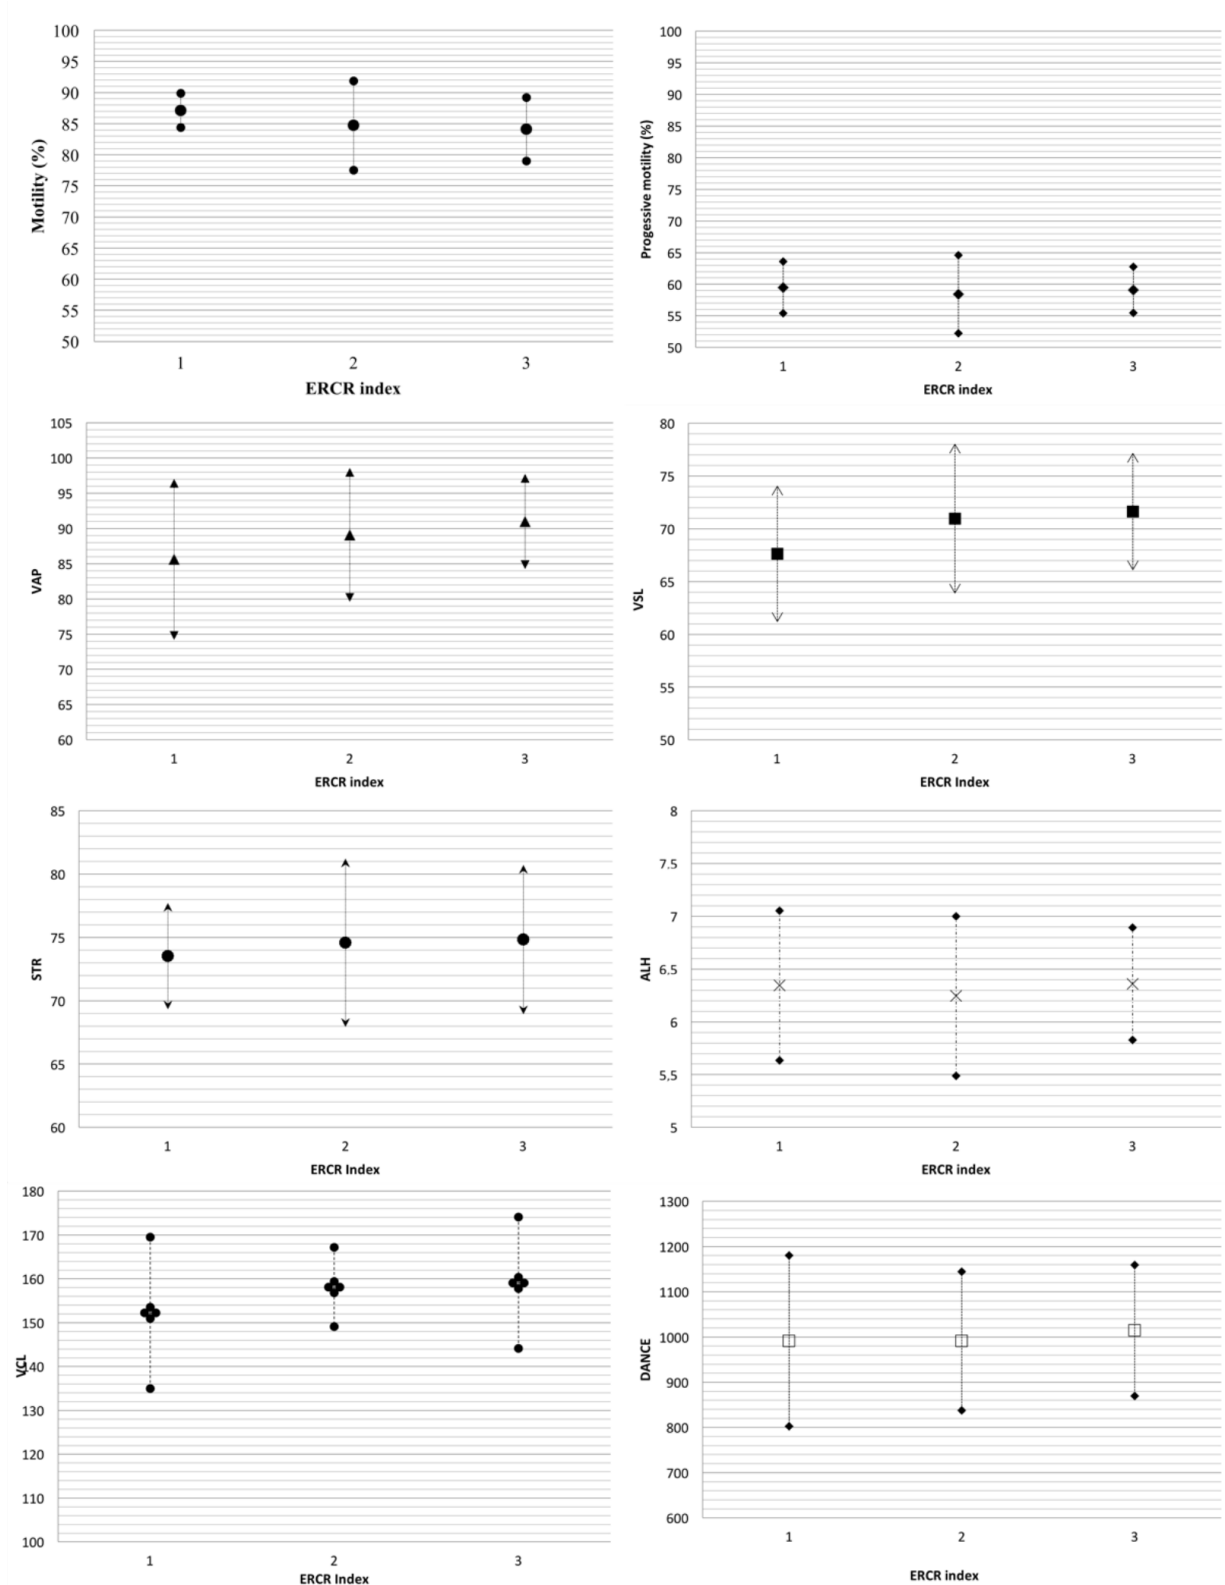 100
95
90
85
80
75
70
65
60
55
50
Motility (%)
1 2 3
ERCR index
100
95
90
85
80
75
70
65
60
55
50
Progessive motility (%)
1 2 3
ERCR index
105
100
95
90
85
80
75
70
65
60
VAP
1 2 3
ERCR index
80
75
70
65
60
55
50
VSL
1 2 3
ERCR Index
85
80
75
70
65
60
STR
1 2 3
ERCR Index
8
7.5
7
6.5
6
5,5
5
ALH
1 2 3
ERCR index
180
170
160
150
140
130
120
110
100
VCL
1 2 3
ERCR Index
1300
1200
1100
1000
900
800
700
600
DANCE
1 2 3
ERCR index